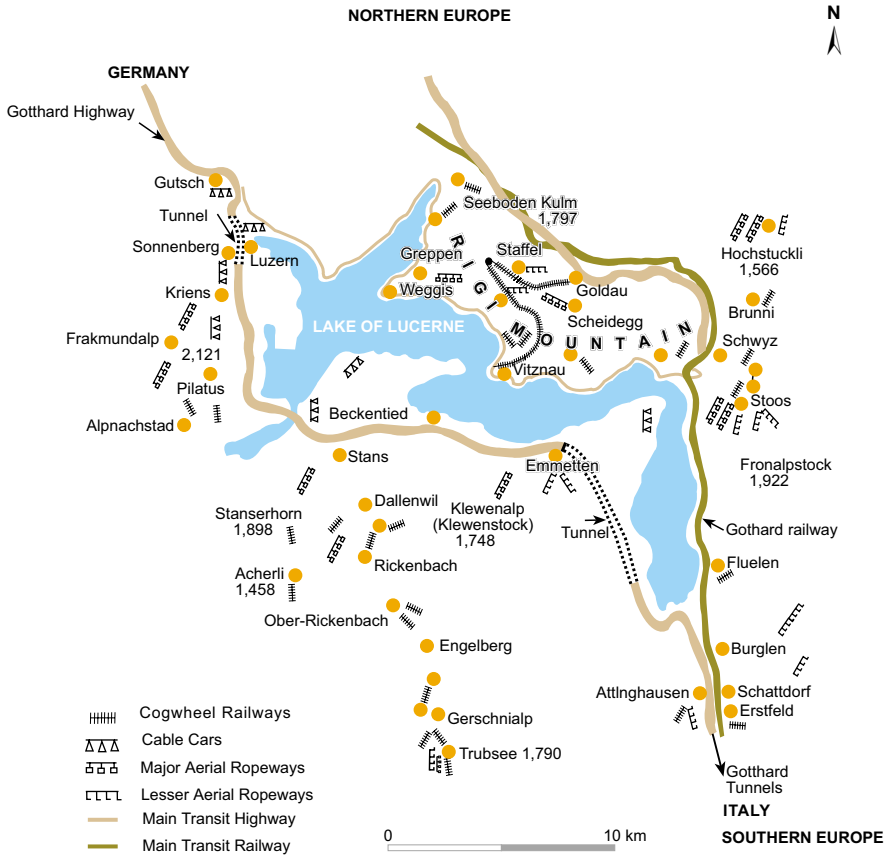 NORTHERN EUROPE
N
GERMANY
Gotthard Highway
Gutsch
Tunnel
Sonnenberg
Luzern
Kriens
Frakmundalp
2,121
Pilatus
Alpnachstad
Seeboden Kulm
1,797
Greppen
Staffel
Weggis
Goldau
Scheidegg
RIGI MOUNTAIN
LAKE OF LUCERNE
Vitznau
Hochstuckli
1,566
Brunni
Schwyz
Stoos
Beckentied
Stans
Emmetten
Fronalpstock
1,922
Stanserhorn
1,898
Dallenwil
Klewenalp
(Klewenstock)
1,748
Tunnel
Gothard railway
Rickenbach
Acherli
1,458
Fluelen
Ober-Rickenbach
Engelberg
Burglen
Attlnghausen
Schattdorf
Erstfeld
Gerschnialp
Trubsee 1,790
Gotthard
Tunnels
ITALY
SOUTHERN EUROPE
Cogwheel Railways
Cable Cars
Major Aerial Ropeways
Lesser Aerial Ropeways
Main Transit Highway
Main Transit Railway
0 10 km